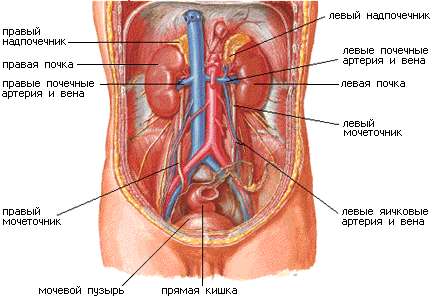 правый
надпочечник
правая почка
правые почечные
артерия и вена
правый
мочеточник
мочевой пузырь
прямая кишка
левый надпочечник
левые почечные
артерия и вена
левая почка
левый
мочеточник
левые яичковые
артерия и вена